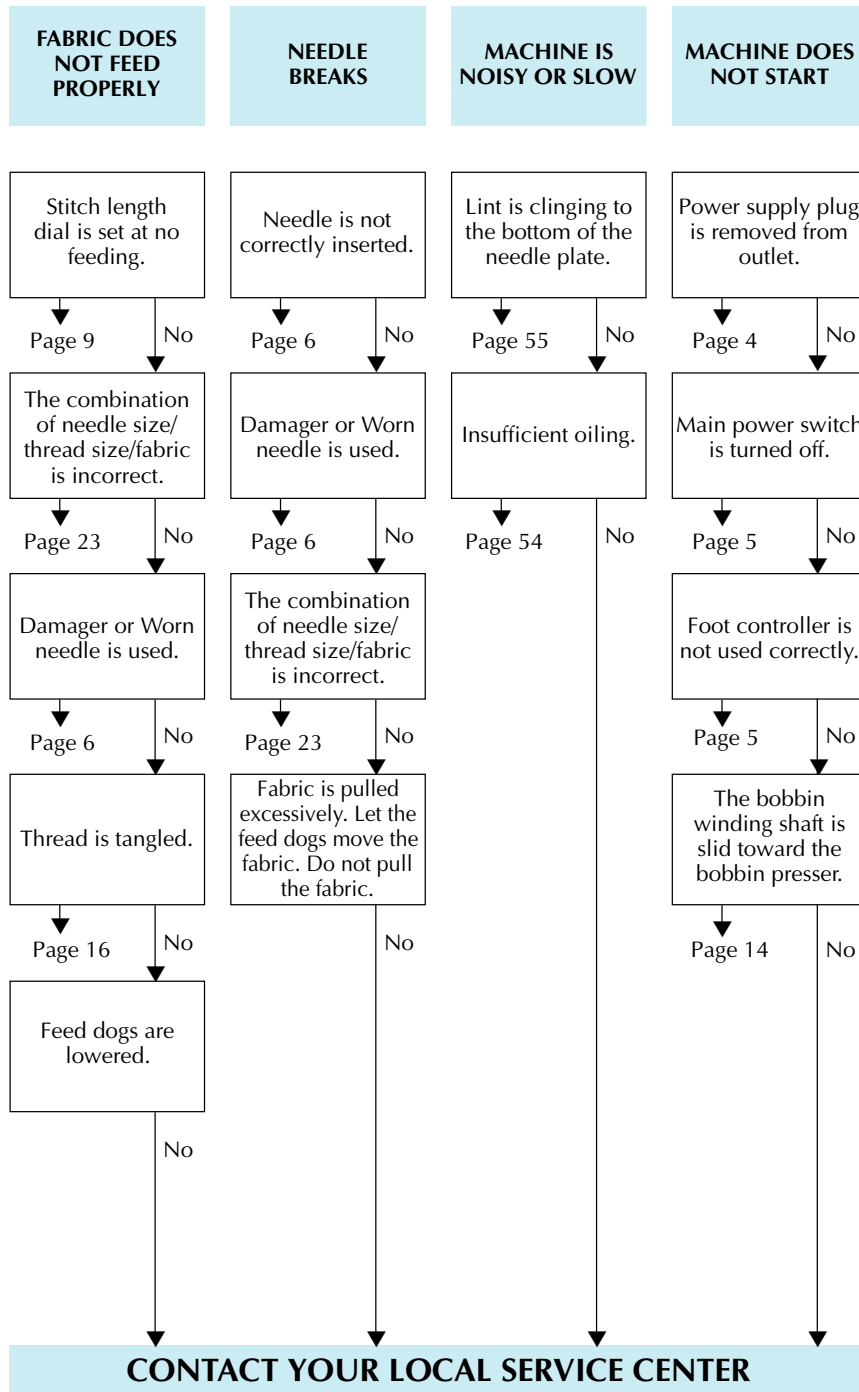 FABRIC DOES
NOT FEED
PROPERLY
Stitch length
dial is set at no
feeding.
Page 9
No
The combination
of needle size/
thread size/fabric
is incorrect.
Page 23
No
Damager or Worn
needle is used.
Page 6
No
Thread is tangled.
Page 16
No
Feed dogs are
lowered.
No
NEEDLE
BREAKS
Needle is not
correctly inserted.
Page 6
No
Damager or Worn
needle is used.
Page 6
No
The combination
of needle size/
thread size/fabric
is incorrect.
Page 23
No
Fabric is pulled
excessively. Let the
feed dogs move the
fabric. Do not pull
the fabric.
No
MACHINE IS
NOISY OR SLOW
Lint is clinging to
the bottom of the
needle plate.
Page 55
No
Insufficient oiling.
Page 54
No
MACHINE DOES
NOT START
Power supply plug
is removed from
outlet.
Page 4
No
Main power switch
is turned off.
Page 5
No
Foot controller is
not used correctly.
Page 5
No
The bobbin
winding shaft is
slid toward the
bobbin presser.
Page 14
No
CONTACT YOUR LOCAL SERVICE CENTER